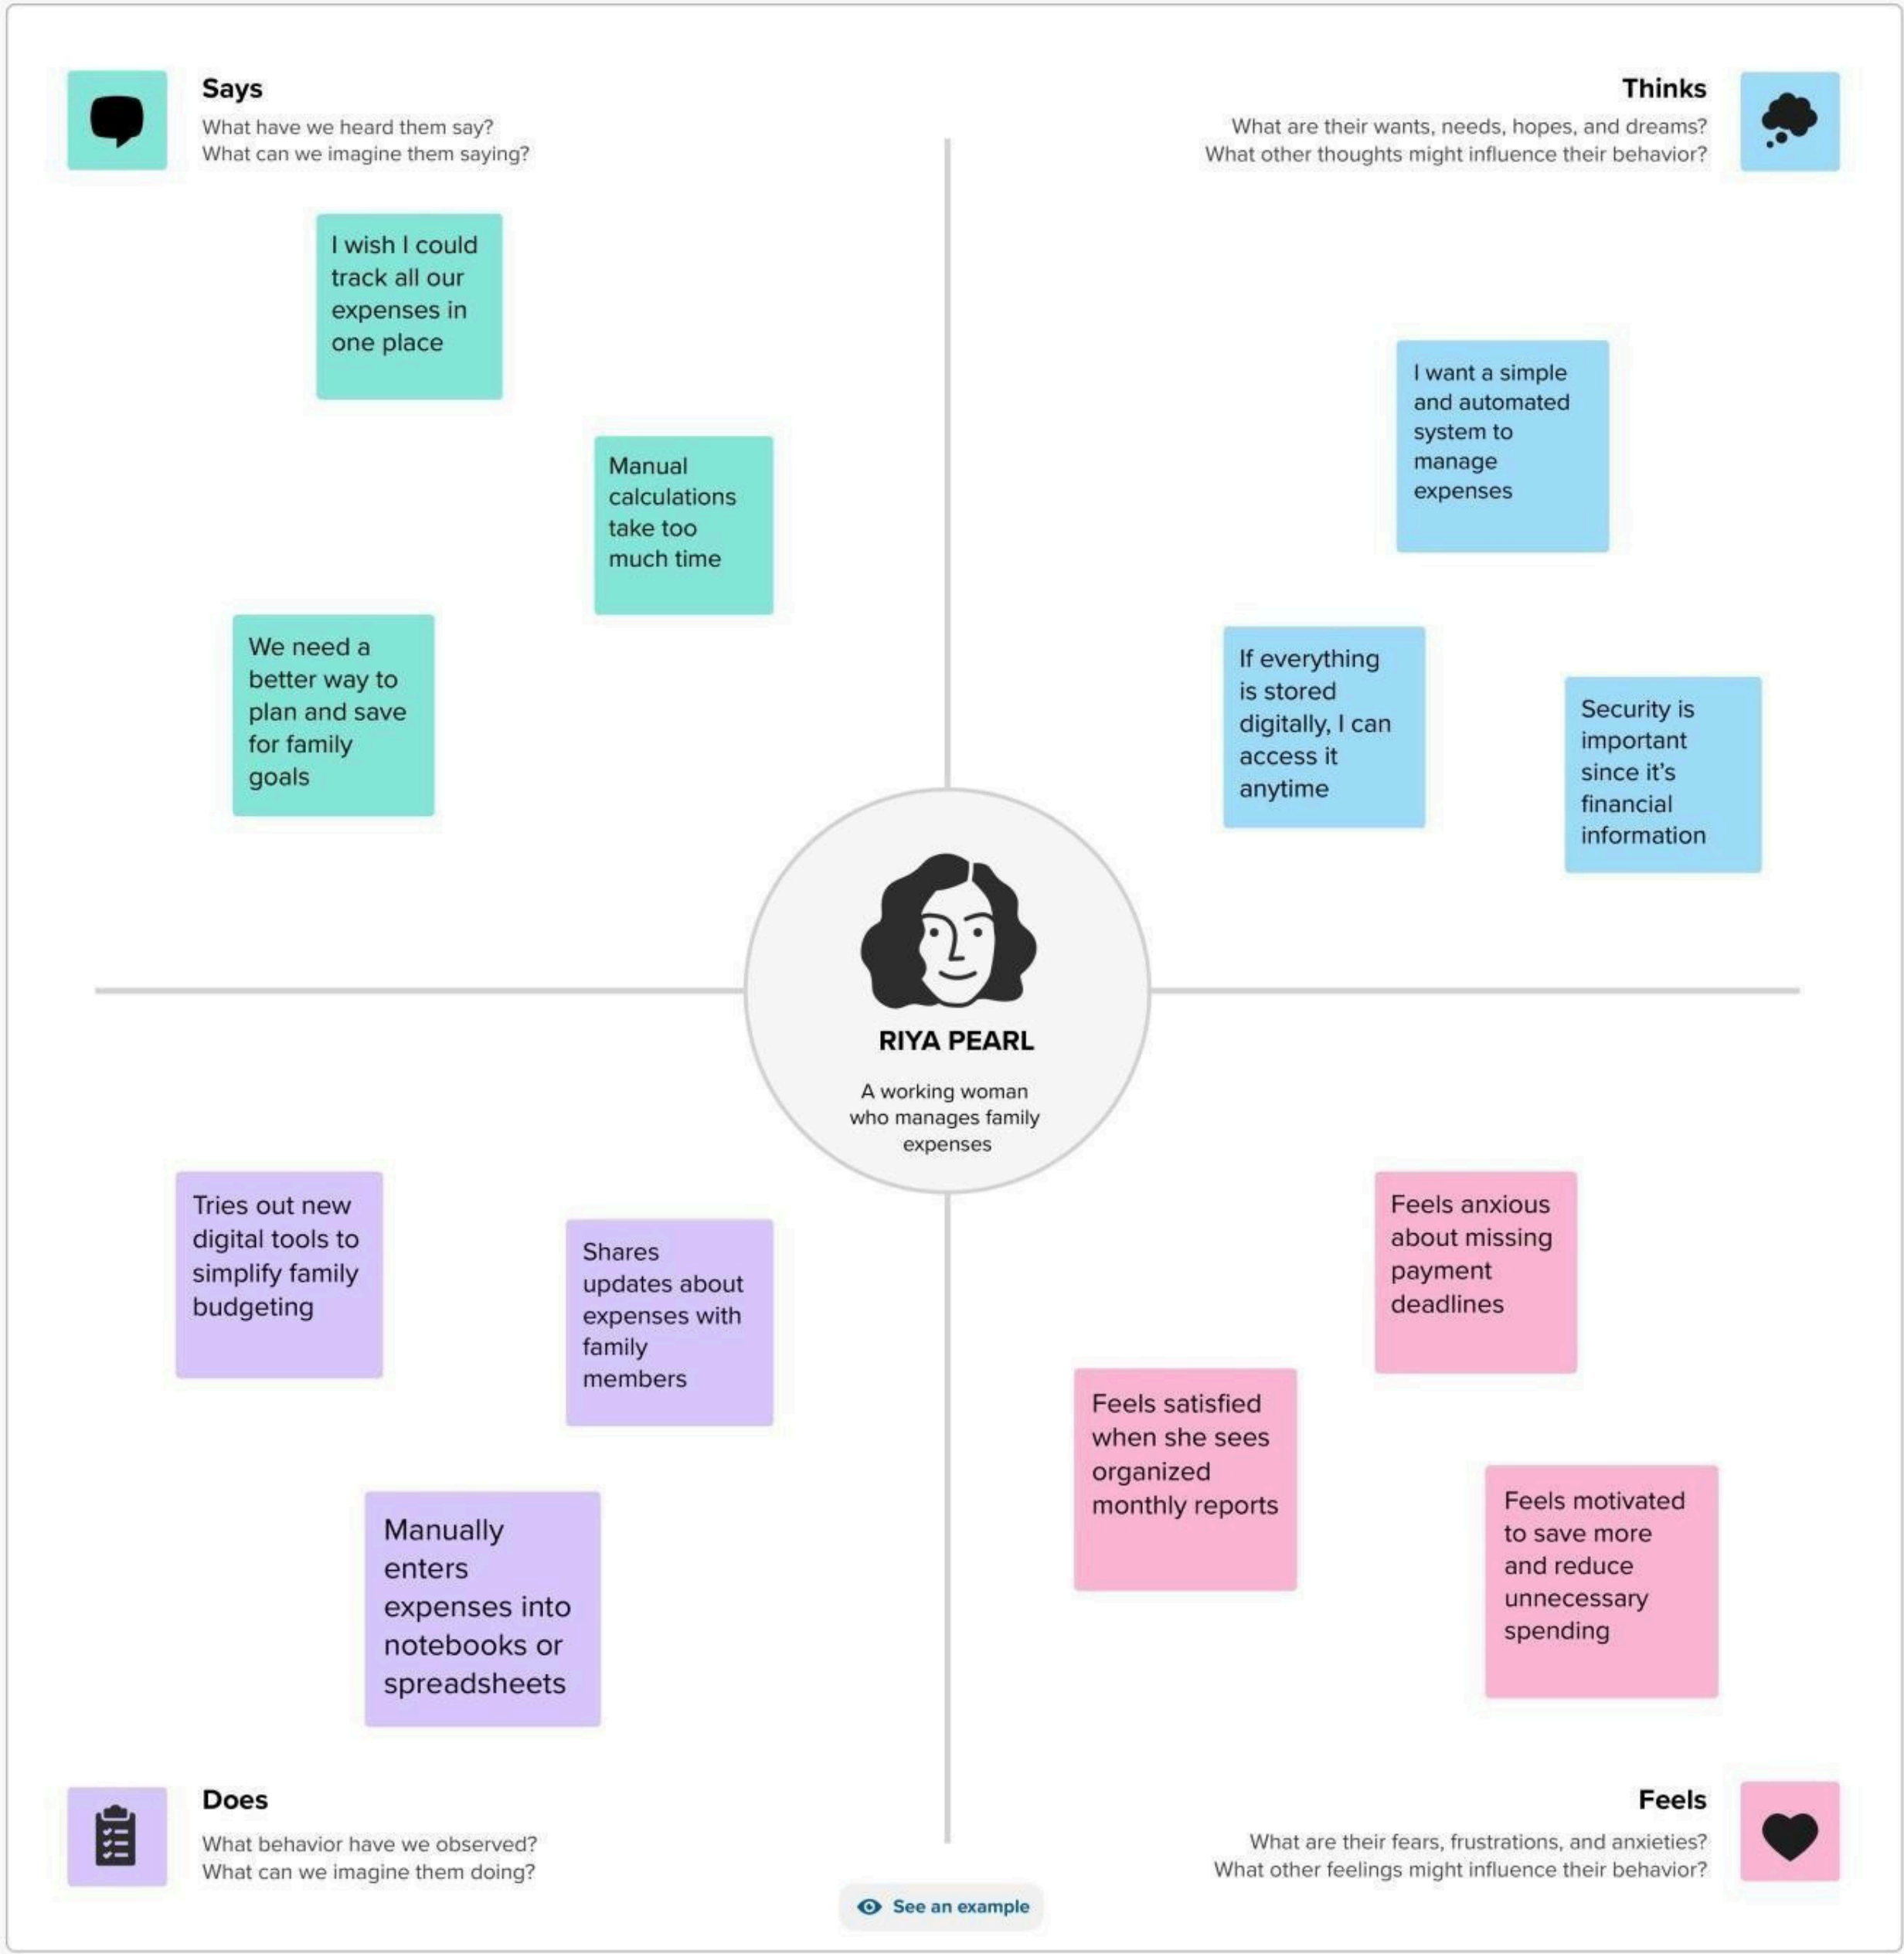 Says
What have we heard them say?
What can we imagine them saying?
I wish I could
track all our
expenses in
one place
Manual
calculations
take too
much time
We need a
better way to
plan and save
for family
goals
Thinks
What are their wants, needs, hopes, and dreams?
What other thoughts might influence their behavior?
I want a simple
and automated
system to
manage
expenses
If everything
is stored
digitally, I can
access it
anytime
Security is
important
since it's
financial
information
RIYA PEARL
A working woman
who manages family
expenses
Tries out new
digital tools to
simplify family
budgeting
Shares
updates about
expenses with
family
members
Manually
enters
expenses into
notebooks or
spreadsheets
Does
What behavior have we observed?
What can we imagine them doing?
Feels anxious
about missing
payment
deadlines
Feels satisfied
when she sees
organized
monthly reports
Feels motivated
to save more
and reduce
unnecessary
spending
Feels
What are their fears, frustrations, and anxieties?
What other feelings might influence their behavior?
See an example